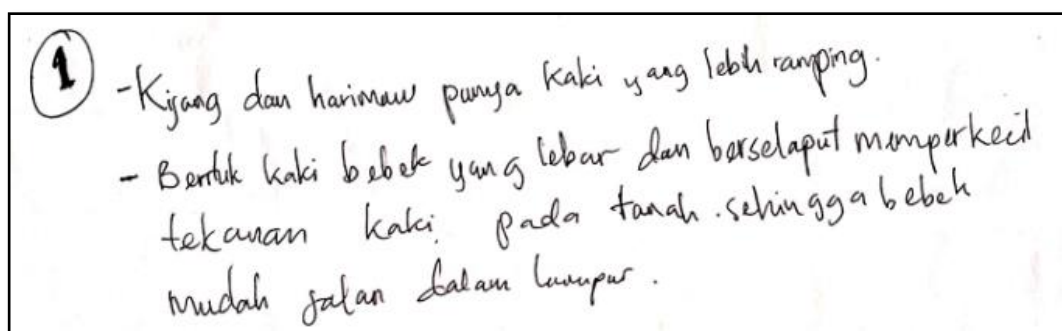 1 - Kijang dan harimau punya kaki yang lebih ramping.
- Bentuk kaki bebek yang lebar dan berselaput memperkecil
tekanan kaki pada tanah. sehingga bebek
mudah jalan dalam lumpur.